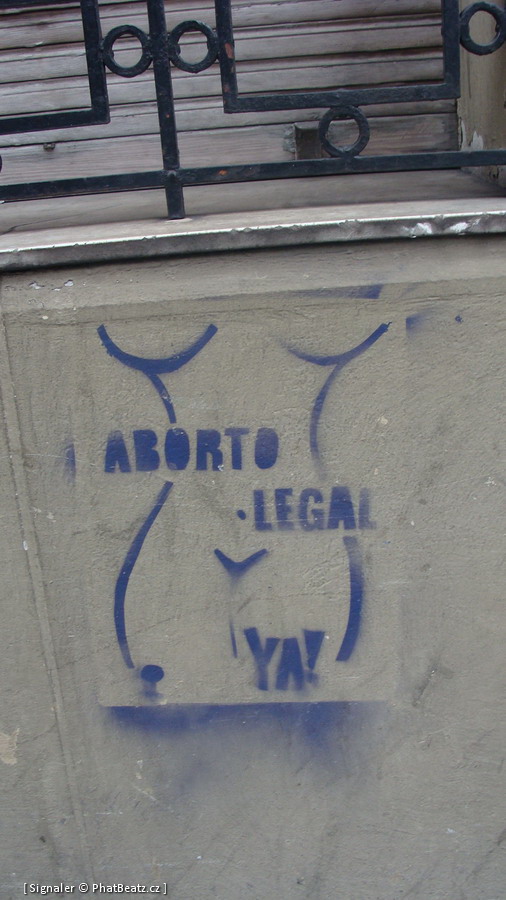 ABORTO
LEGAL
YA!
[ Signaler © PhatBeatz.cz ]